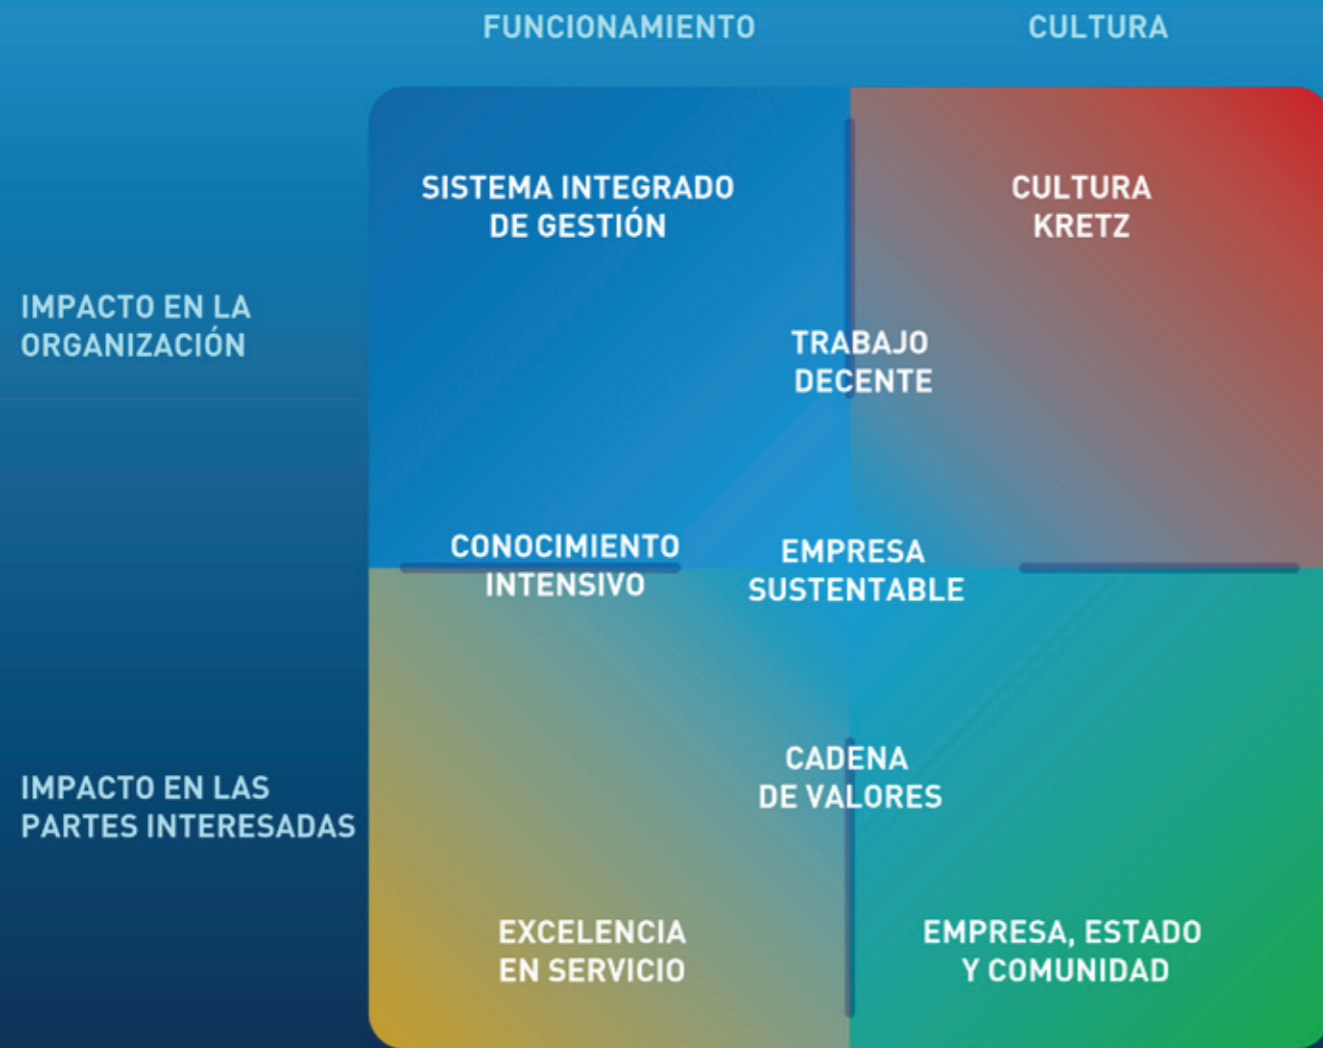 FUNCIONAMIENTO
CULTURA
SISTEMA INTEGRADO
DE GESTIÓN
CULTURA
KRETZ
IMPACTO EN LA
ORGANIZACIÓN
TRABAJO
DECENTE
CONOCIMIENTO
INTENSIVO
EMPRESA
SUSTENTABLE
IMPACTO EN LAS
PARTES INTERESADAS
CADENA
DE VALORES
EXCELENCIA
EN SERVICIO
EMPRESA, ESTADO
Y COMUNIDAD